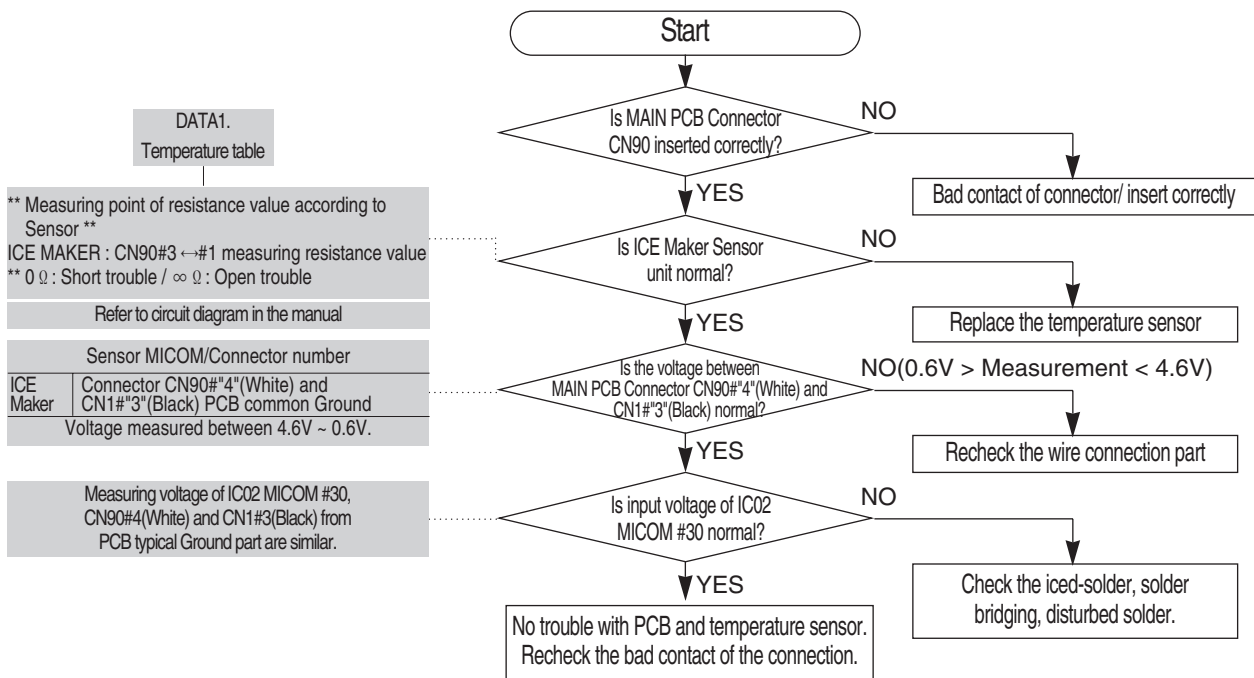 Start
Is MAIN PCB Connector
CN90 inserted correctly?
NO
Bad contact of connector/ insert correctly
YES
DATA1.
Temperature table
** Measuring point of resistance value according to
Sensor **
ICE MAKER : CN90#3 ↔#1 measuring resistance value
** 0 Ω : Short trouble / ∞ Ω : Open trouble
Refer to circuit diagram in the manual
Is ICE Maker Sensor
unit normal?
NO
Replace the temperature sensor
YES
Sensor MICOM/Connector number
ICE
Maker
Connector CN90#"4"(White) and
CN1#"3"(Black) PCB common Ground
Voltage measured between 4.6V ~ 0.6V.
Is the voltage between
MAIN PCB Connector CN90#"4"(White) and
CN1#"3"(Black) normal?
NO(0.6V > Measurement < 4.6V)
Recheck the wire connection part
YES
Measuring voltage of IC02 MICOM #30,
CN90#4(White) and CN1#3(Black) from
PCB typical Ground part are similar.
Is input voltage of IC02
MICOM #30 normal?
NO
Check the iced-solder, solder
bridging, disturbed solder.
YES
No trouble with PCB and temperature sensor.
Recheck the bad contact of the connection.